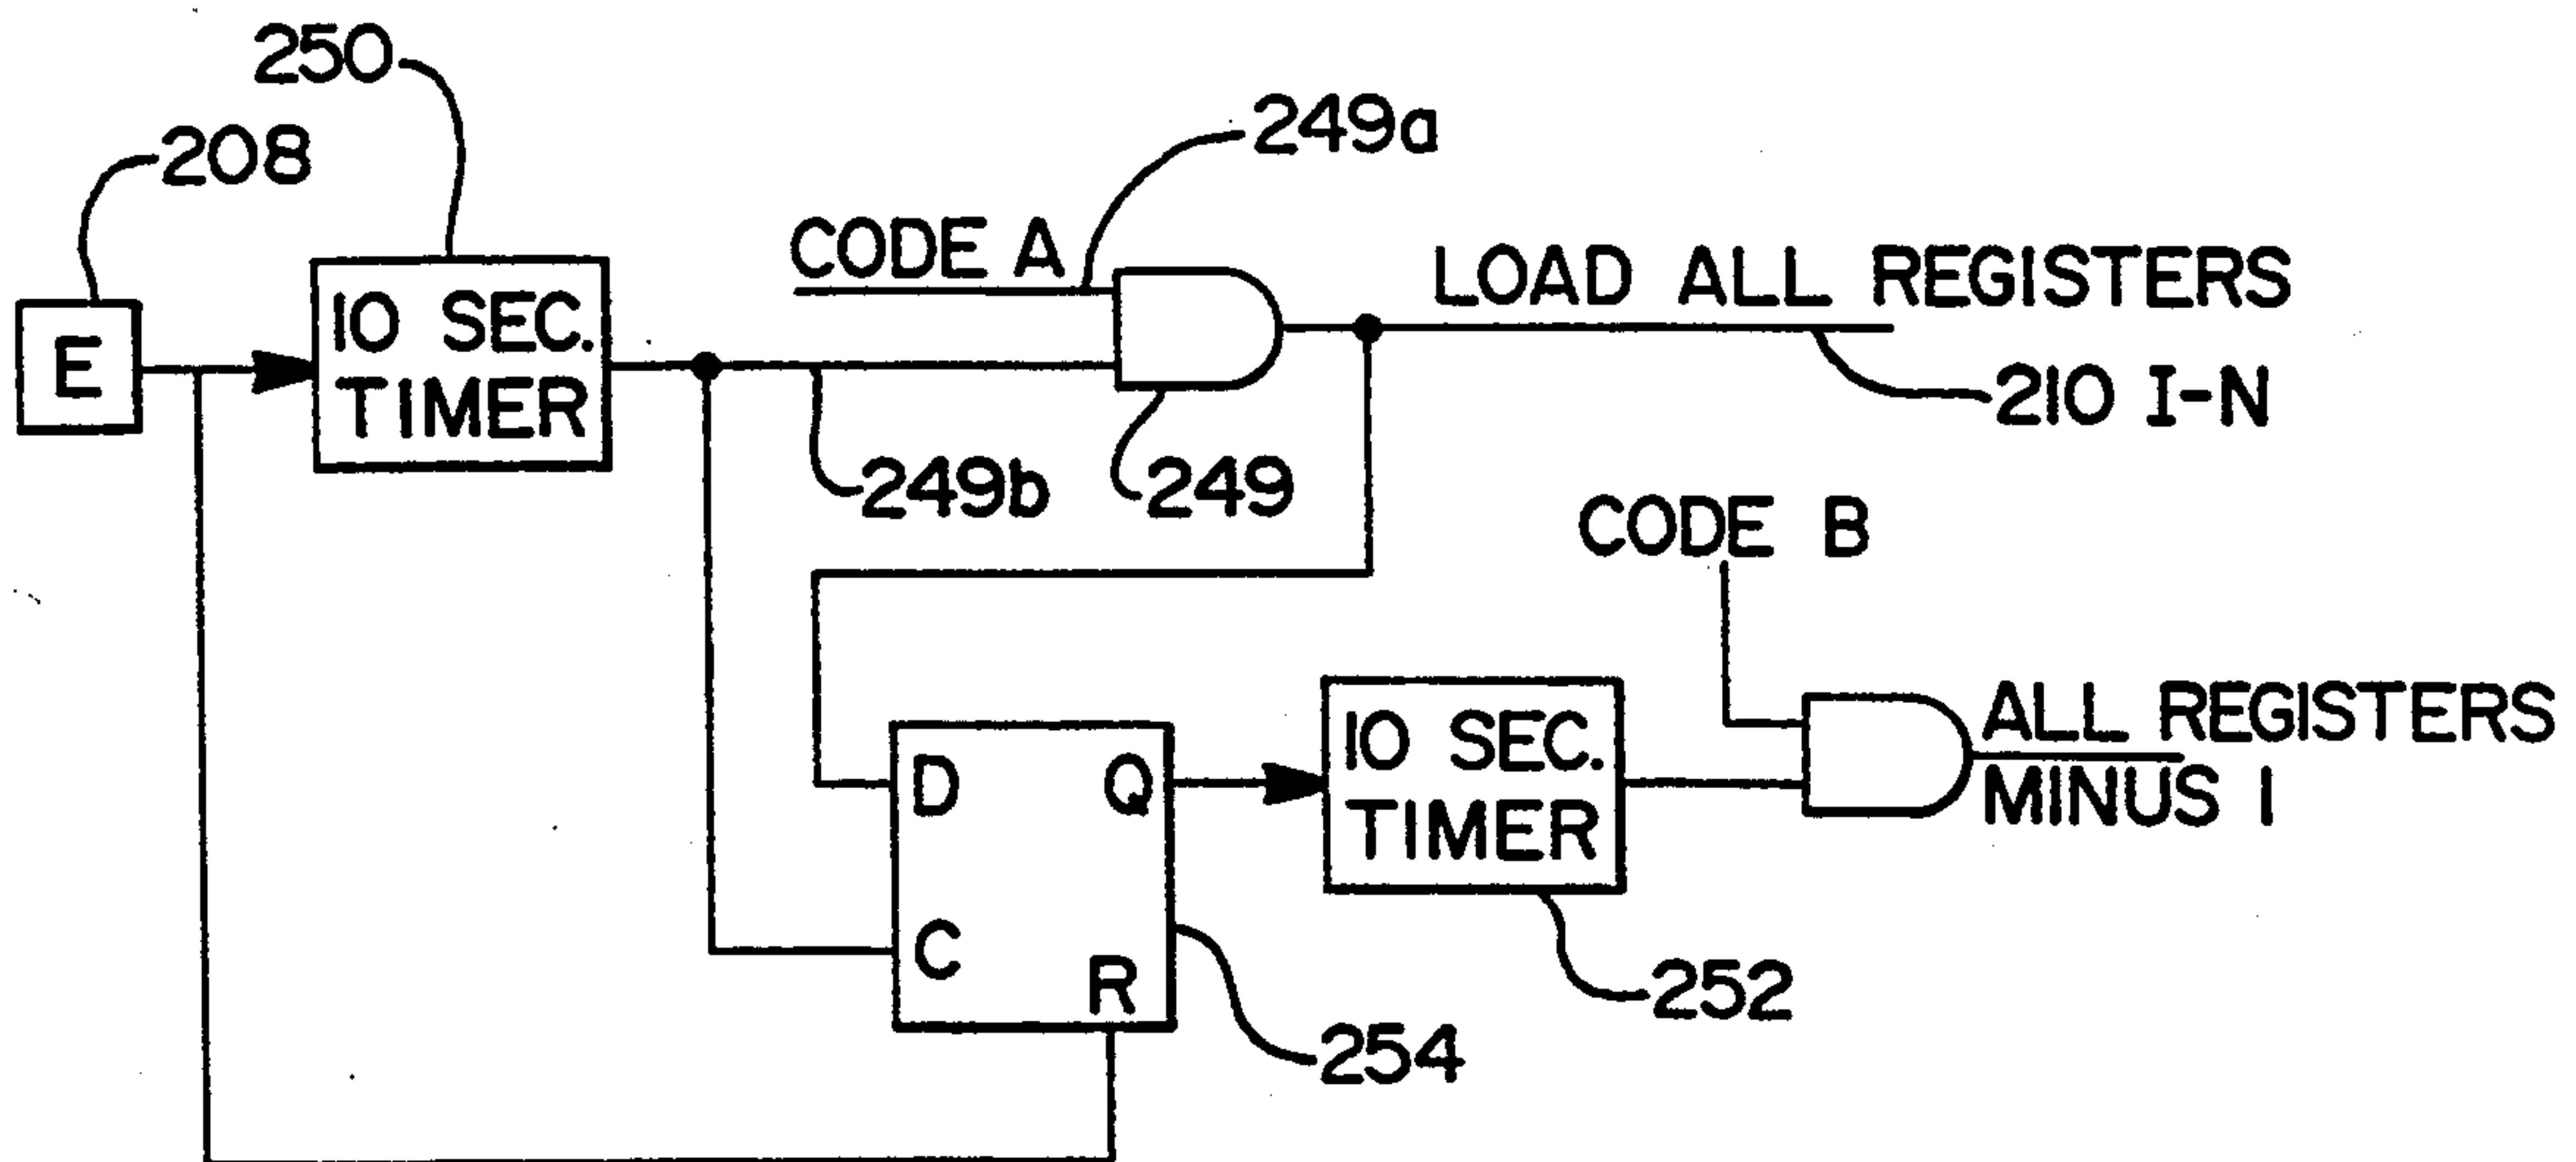 250
208
249a
CODE A
LOAD ALL REGISTERS
10 SEC.
TIMER
E
210 I-N
249b
249
CODE B
D
Q
10 SEC.
TIMER
ALL REGISTERS
MINUS 1
C
R
252
254